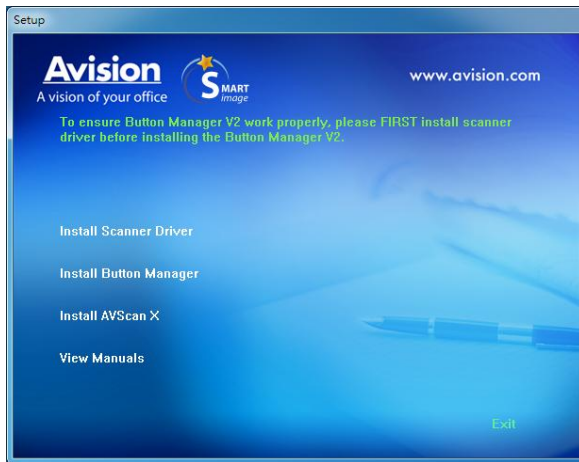 Setup
Avision
A vision of your office
SMART
Image
www.avision.com
To ensure Button Manager V2 work properly, please FIRST install scanner
driver before installing the Button Manager V2.
Install Scanner Driver
Install Button Manager
Install AVScan X
View Manuals
Exit